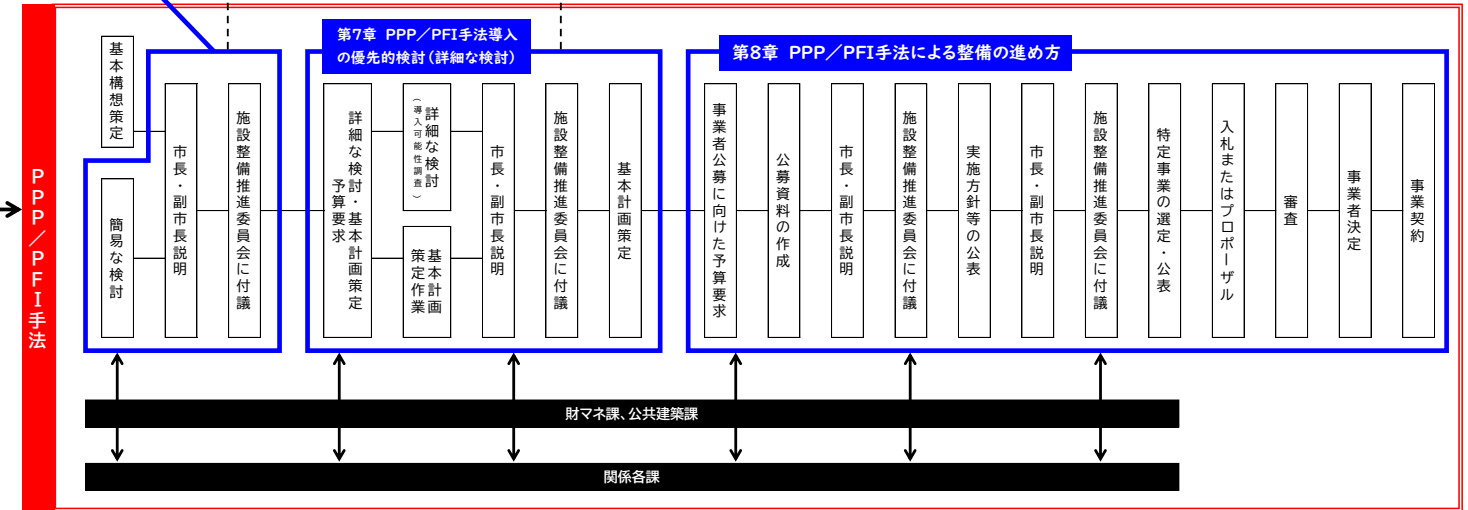 PPP／PFI手法
基本構想策定
簡易な検討
市長・副市長説明
施設整備推進委員会に付議
第7章 PPP／PFI手法導入
の優先的検討（詳細な検討）
詳細な検討・基本計画策定
予算要求
詳細な検討
（導入可能性調査）
基本計画
策定作業
市長・副市長説明
施設整備推進委員会に付議
基本計画策定
第8章 PPP／PFI手法による整備の進め方
事業者公募に向けた予算要求
公募資料の作成
市長・副市長説明
施設整備推進委員会に付議
実施方針等の公表
市長・副市長説明
施設整備推進委員会に付議
特定事業の選定・公表
入札またはプロポーザル
審査
事業者決定
事業契約
財マネ課、公共建築課
関係各課